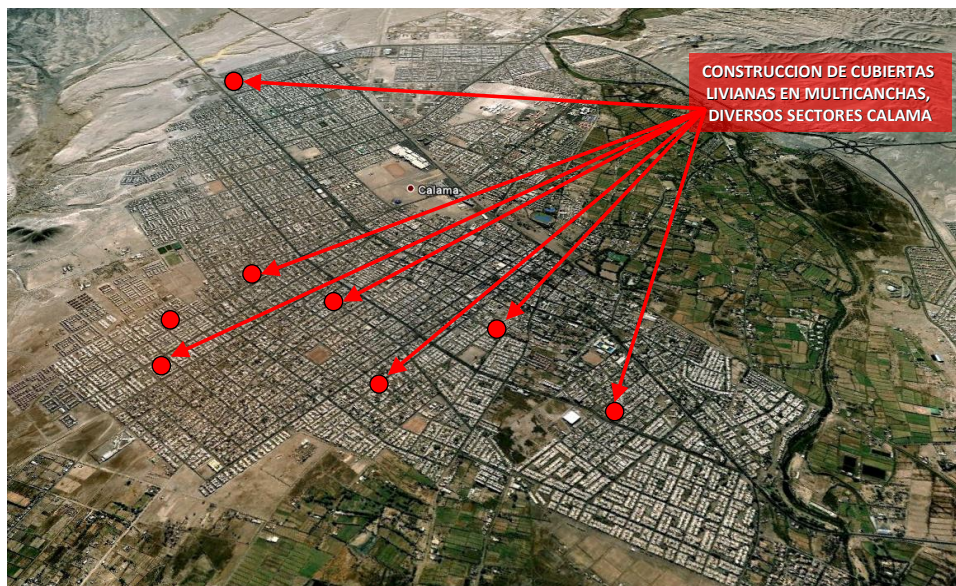 CONSTRUCCION DE CUBIERTAS
LIVIANAS EN MULTICANCHAS,
DIVERSOS SECTORES CALAMA
Calama